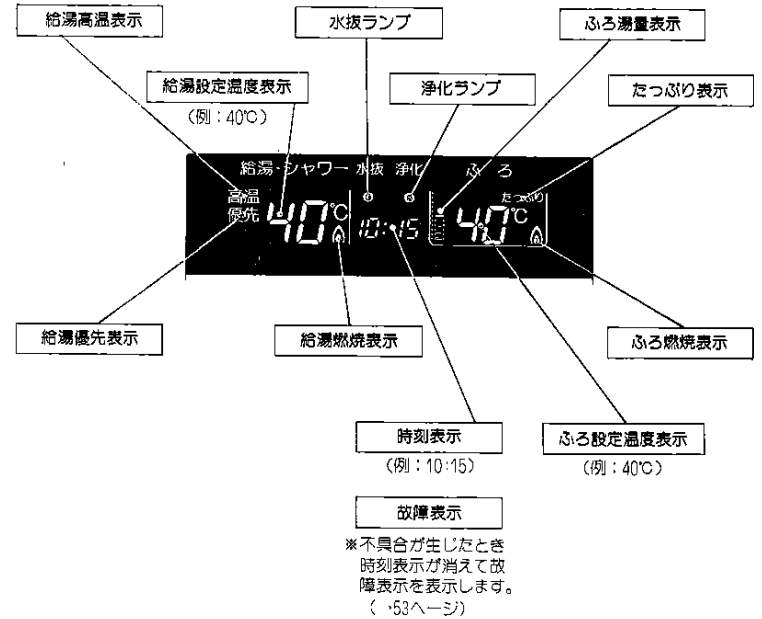 給湯高温表示
水抜ランプ
ふろ湯量表示
給湯設定温度表示
(例：40℃)
浄化ランプ
たっぷり表示
給湯・シャワー 水抜 浄化 ふろ
高温
優先
40℃
10:15
たっぷり
40℃
給湯優先表示
給湯燃焼表示
ふろ燃焼表示
時刻表示
(例：10:15)
ふろ設定温度表示
(例：40℃)
故障表示
※不具合が生じたとき
時刻表示が消えて故
障表示を表示します。
(→53ページ)